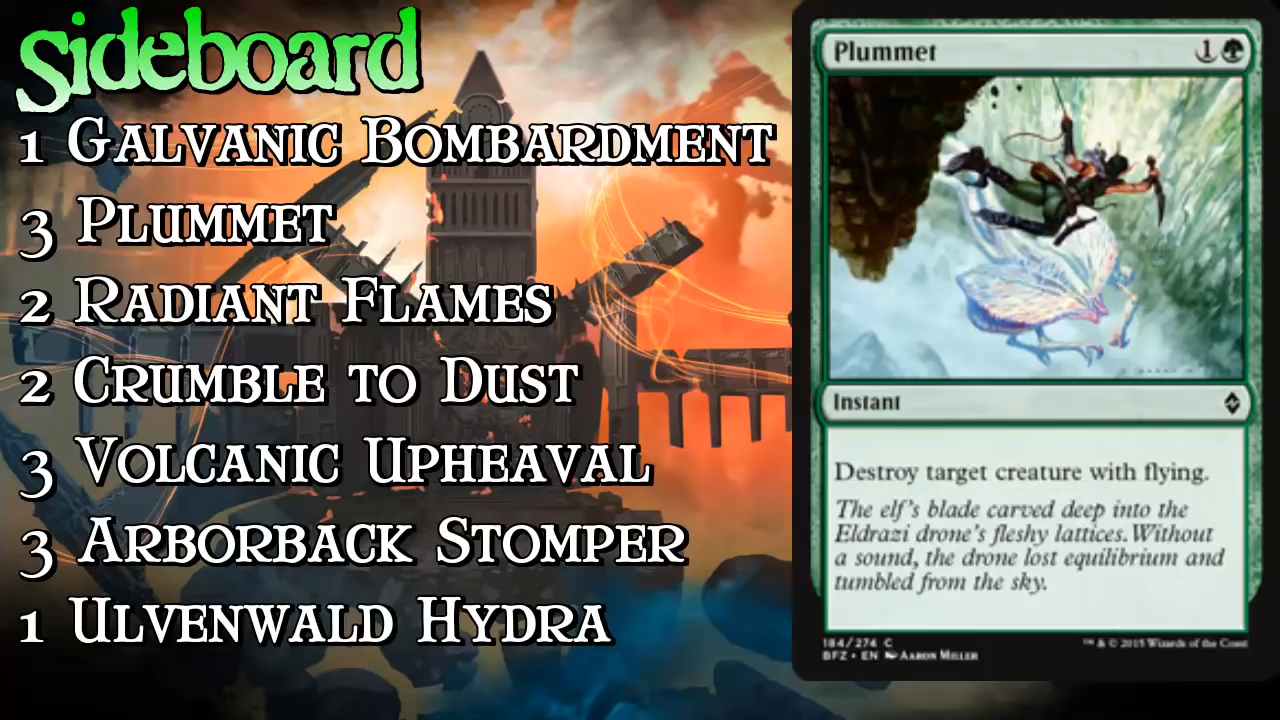 Sideboard
1 Galvanic Bombardment
3 Plummet
2 Radiant Flames
2 Crumble to Dust
3 Volcanic Upheaval
3 Arborback Stomper
1 Ulvenwald Hydra
Plummet 1
Instant
Destroy target creature with flying.
The elf's blade carved deep into the
Eldrazi drone's fleshy lattices. Without
a sound, the drone lost equilibrium and
tumbled from the sky.
184/274 C
BFZ • EN Aaron Miller
™ & © 2015 Wizards of the Coast